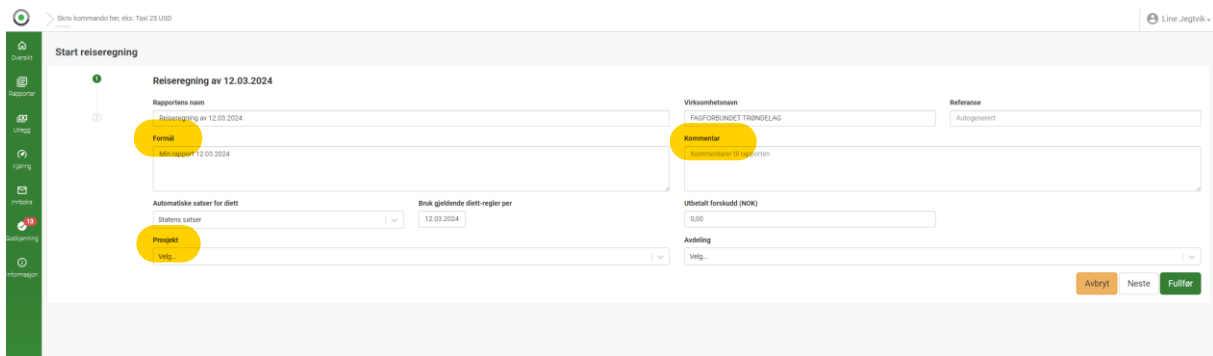 Skriv kommando her, eks: Taxi 25 USD
Line Jegtvik
Oversikt
Rapporter
Utlegg
Kjøring
Innboks
13
Godkjenning
Informasjon
Start reiseregning
1
2
Reiseregning av 12.03.2024
Rapportens navn
Virksomhetsnavn
Referanse
Reiseregning av 12.03.2024
FAGFORBUNDET TRØNDELAG
Autogenerert
Formål
Kommentar
Min rapport 12.03.2024
Kommentarer til rapporten
Automatiske satser for diett
Bruk gjeldende diett-regler per
Utbetalt forskudd (NOK)
Statens satser
12.03.2024
0,00
Prosjekt
Avdeling
Velg...
Velg...
Avbryt
Neste
Fullfør